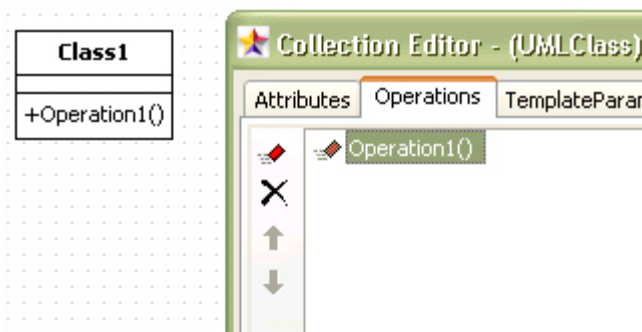 Class1
+Operation1()
Collection Editor - (UMLClass)
Attributes Operations
Operation1()